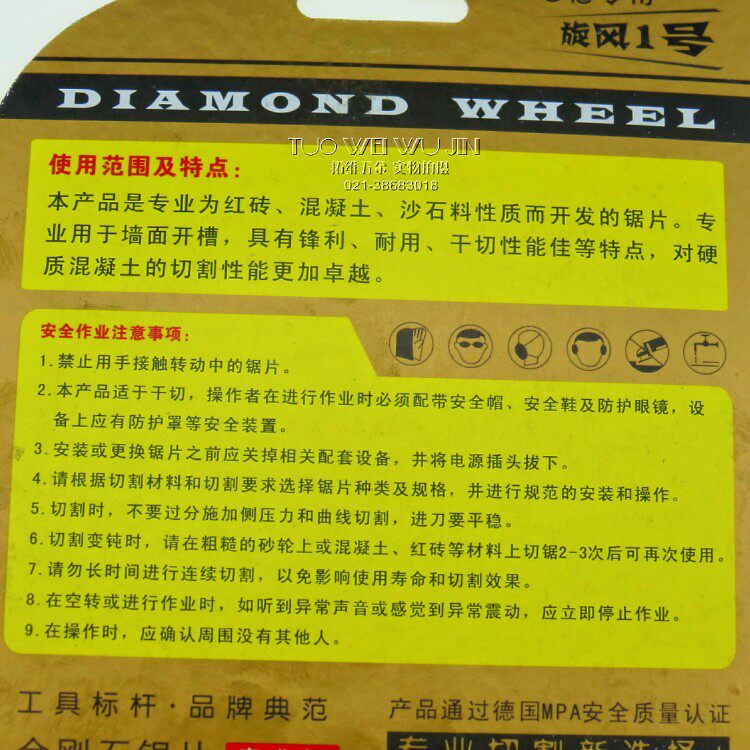 旋风1号
DIAMOND WHEEL
TUO WEI WU JIN
拓维五金 实物拍摄
021-38683018
使用范围及特点:
本产品是专业为红砖、混凝土、沙石料性质而开发的锯片。专
业用于墙面开槽，具有锋利、耐用、干切性能佳等特点，对硬
质混凝土的切割性能更加卓越。
安全作业注意事项:
1.禁止用手接触转动中的锯片。
2.本产品适于干切，操作者在进行作业时必须配带安全帽、安全鞋及防护眼镜，设
备上应有防护罩等安全装置。
3.安装或更换锯片之前应关掉相关配套设备，并将电源插头拔下。
4.请根据切割材料和切割要求选择锯片种类及规格，并进行规范的安装和操作。
5.切割时，不要过分施加侧压力和曲线切割，进刀要平稳。
6.切割变钝时，请在粗糙的砂轮上或混凝土、红砖等材料上切锯2-3次后可再次使用。
7.请勿长时间进行连续切割，以免影响使用寿命和切割效果。
8.在空转或进行作业时，如听到异常声音或感觉到异常震动，应立即停止作业。
9.在操作时，应确认周围没有其他人。
工具标杆·品牌典范
产品通过德国MPA安全质量认证
金刚石锯片
专业切割新选择